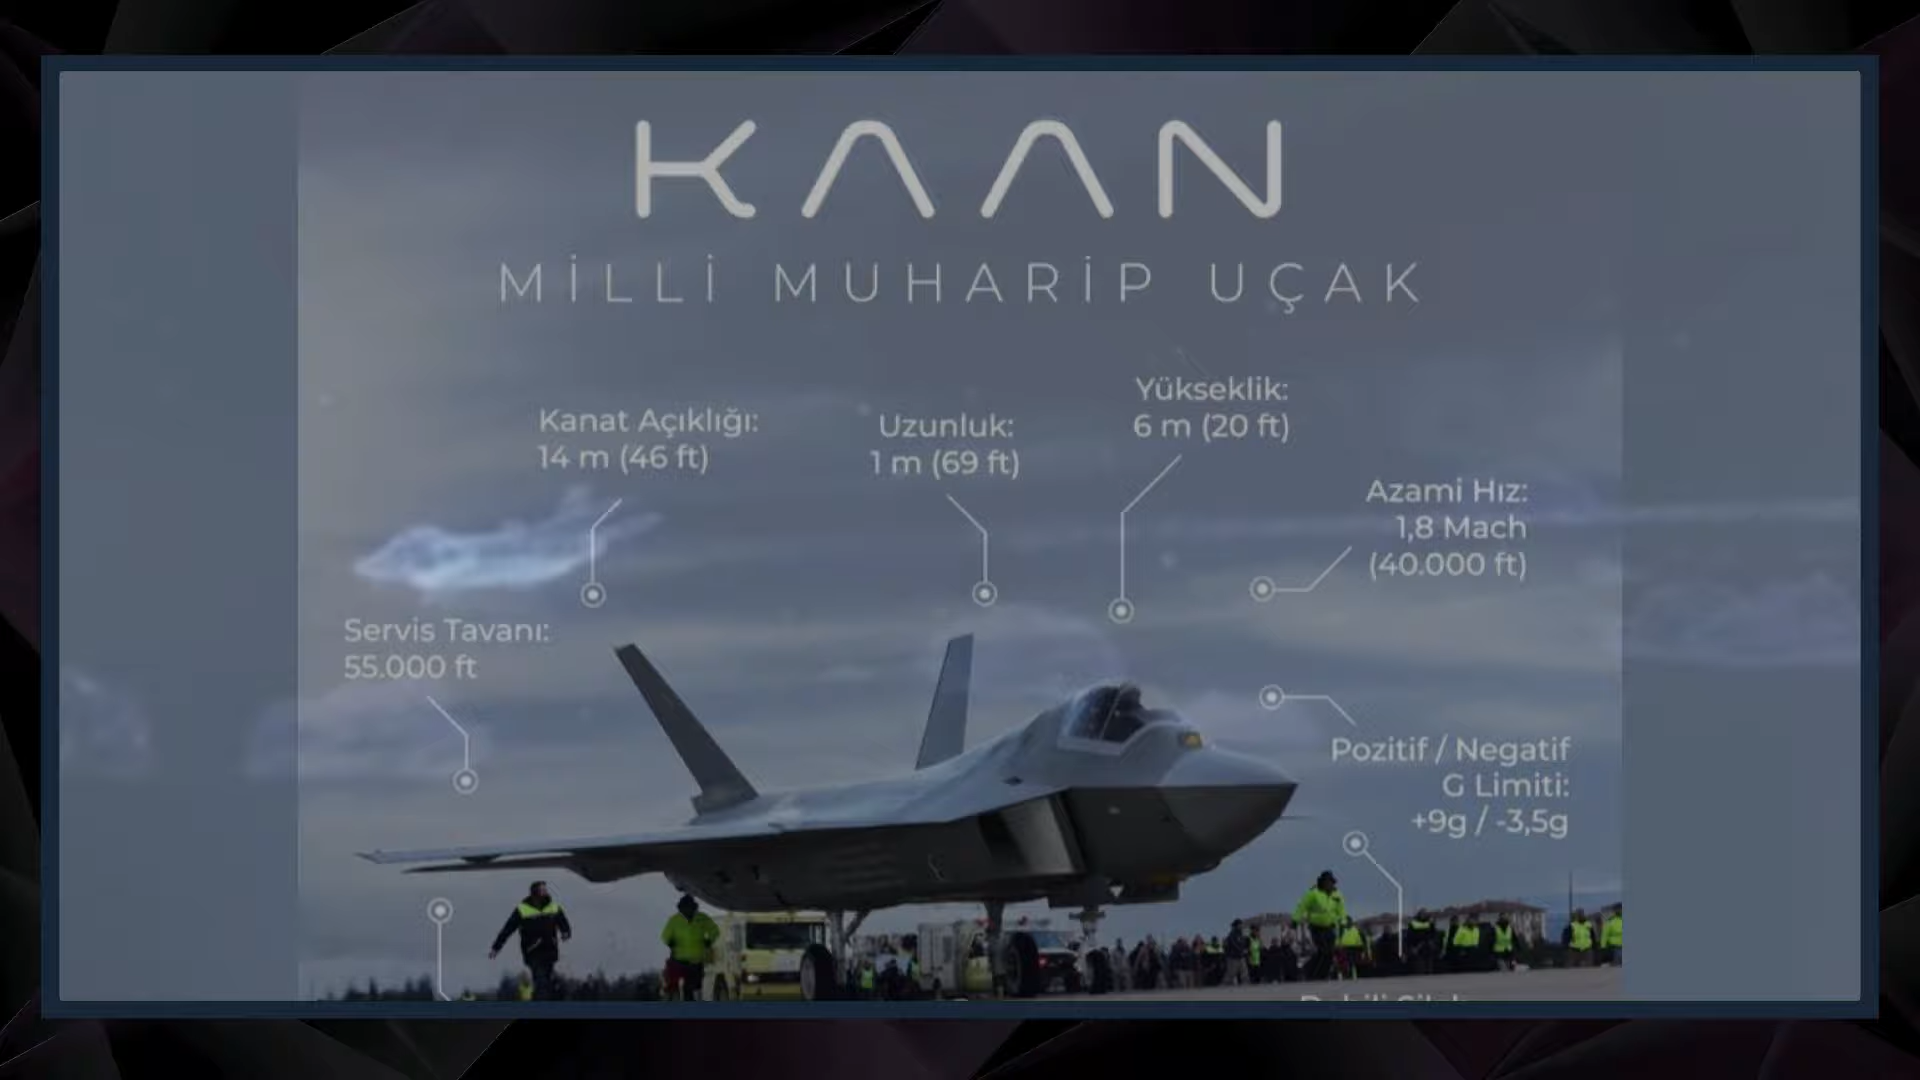 KAAN
MİLLİ MUHARİP UÇAK
Yükseklik:
6 m (20 ft)
Kanat Açıklığı:
14 m (46 ft)
Uzunluk:
1 m (69 ft)
Azami Hız:
1,8 Mach
(40.000 ft)
Servis Tavanı:
55.000 ft
Pozitif / Negatif
G Limiti:
+9g / -3,5g